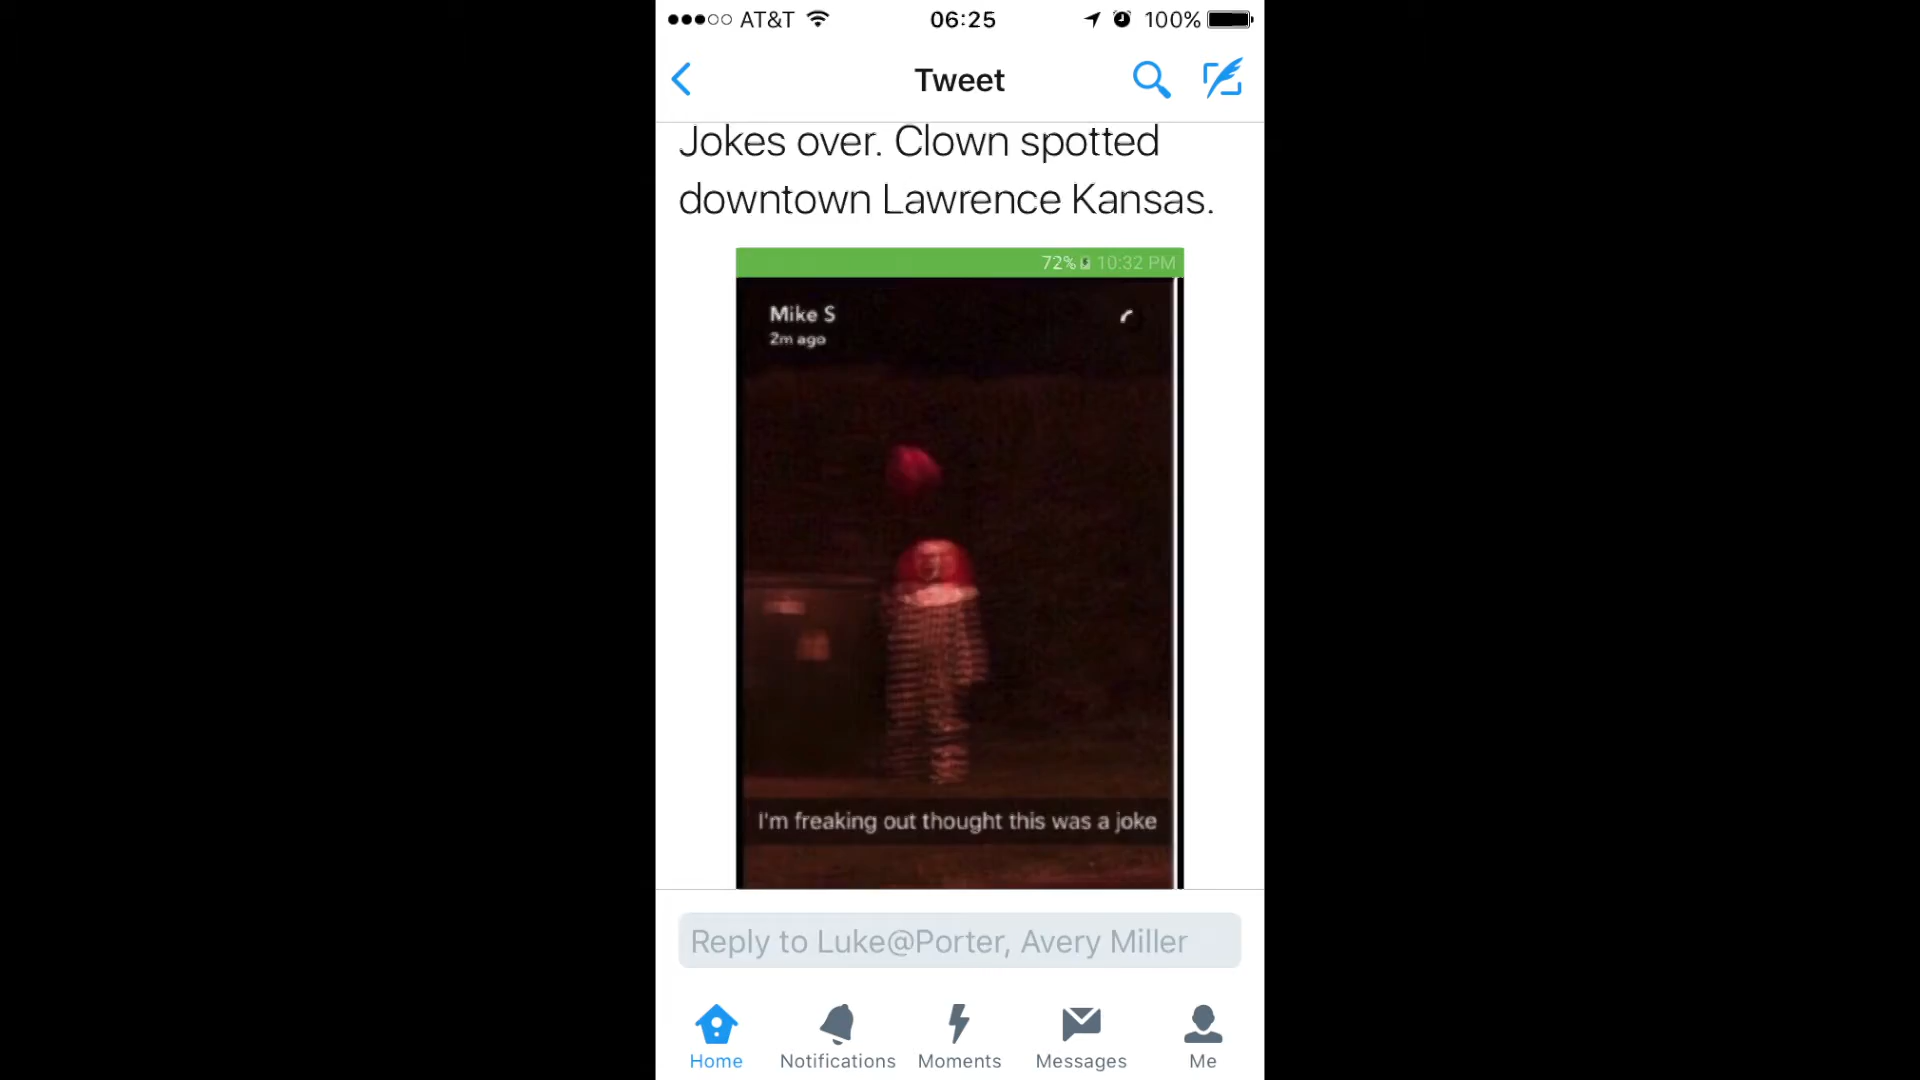 AT&T 06:25 100%
Tweet
Jokes over. Clown spotted
downtown Lawrence Kansas.
72% 10:32 PM
Mike S
2m ago
I'm freaking out thought this was a joke
Reply to Luke@Porter, Avery Miller
Home Notifications Moments Messages Me